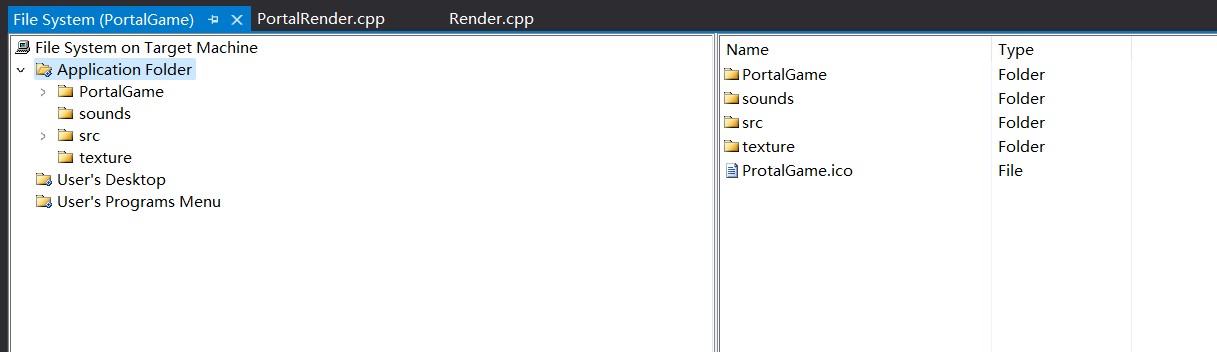 File System (PortalGame) PortalRender.cpp Render.cpp
File System on Target Machine
Application Folder
PortalGame
sounds
src
texture
User's Desktop
User's Programs Menu
Name Type
PortalGame Folder
sounds Folder
src Folder
texture Folder
ProtalGame.ico File